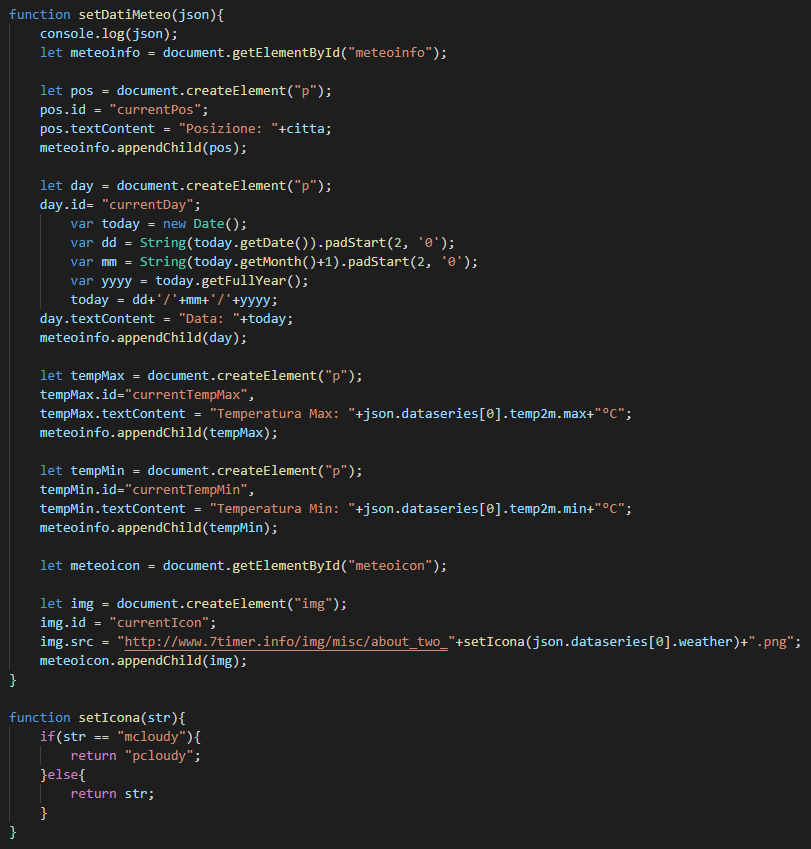 function setDatiMeteo(json){
    console.log(json);
    let meteoinfo = document.getElementById("meteoinfo");

    let pos = document.createElement("p");
    pos.id = "currentPos";
    pos.textContent = "Posizione: "+citta;
    meteoinfo.appendChild(pos);

    let day = document.createElement("p");
    day.id= "currentDay";
        var today = new Date();
        var dd = String(today.getDate()).padStart(2, '0');
        var mm = String(today.getMonth()+1).padStart(2, '0');
        var yyyy = today.getFullYear();
        today = dd+'/'+mm+'/'+yyyy;
    day.textContent = "Data: "+today;
    meteoinfo.appendChild(day);

    let tempMax = document.createElement("p");
    tempMax.id="currentTempMax",
    tempMax.textContent = "Temperatura Max: "+json.dataseries[0].temp2m.max+"°C";
    meteoinfo.appendChild(tempMax);

    let tempMin = document.createElement("p");
    tempMin.id="currentTempMin",
    tempMin.textContent = "Temperatura Min: "+json.dataseries[0].temp2m.min+"°C";
    meteoinfo.appendChild(tempMin);

    let meteoicon = document.getElementById("meteoicon");

    let img = document.createElement("img");
    img.id = "currentIcon";
    img.src = "http://www.7timer.info/img/misc/about_two_"+setIcona(json.dataseries[0].weather)+".png";
    meteoicon.appendChild(img);
}

function setIcona(str){
    if(str == "mcloudy"){
        return "pcloudy";
    }else{
        return str;
    }
}